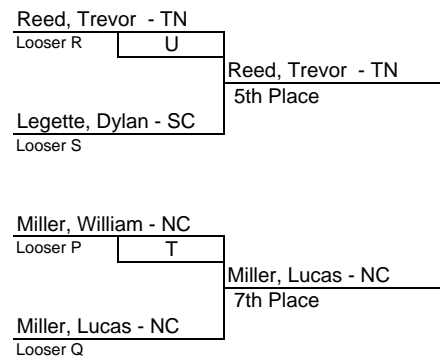 Reed, Trevor  - TN
Looser R
U
Reed, Trevor  - TN
5th Place
Legette, Dylan - SC
Looser S
Miller, William - NC
Looser P
T
Miller, Lucas - NC
7th Place
Miller, Lucas - NC
Looser Q